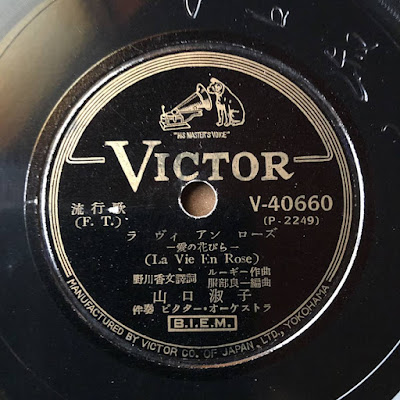 "HIS MASTER'S VOICE"
VICTOR
流行歌
(F. T.)
V-40660
(P-2249)
ラ ヴィ アン ローズ
—愛の花びら—
(La Vie En Rose)
野川香文訳詞
ルーギー作曲
服部良一編曲
山口淑子
伴奏 ビクター・オーケストラ
B.I.E.M.
MANUFACTURED BY VICTOR CO. OF JAPAN, LTD., YOKOHAMA